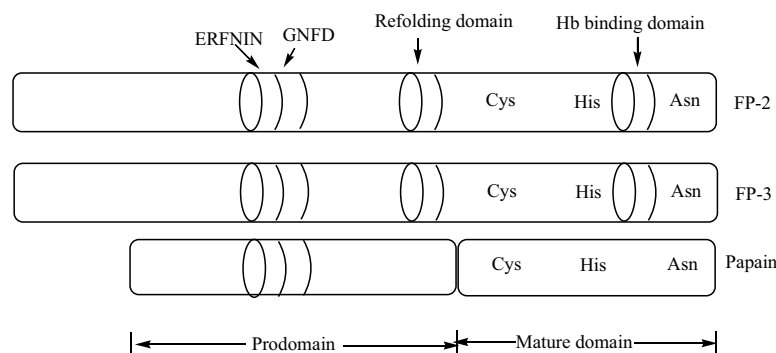 ERFNIN GNFD Refolding domain Hb binding domain
Cys His Asn FP-2
Cys His Asn FP-3
Cys His Asn Papain
Prodomain Mature domain